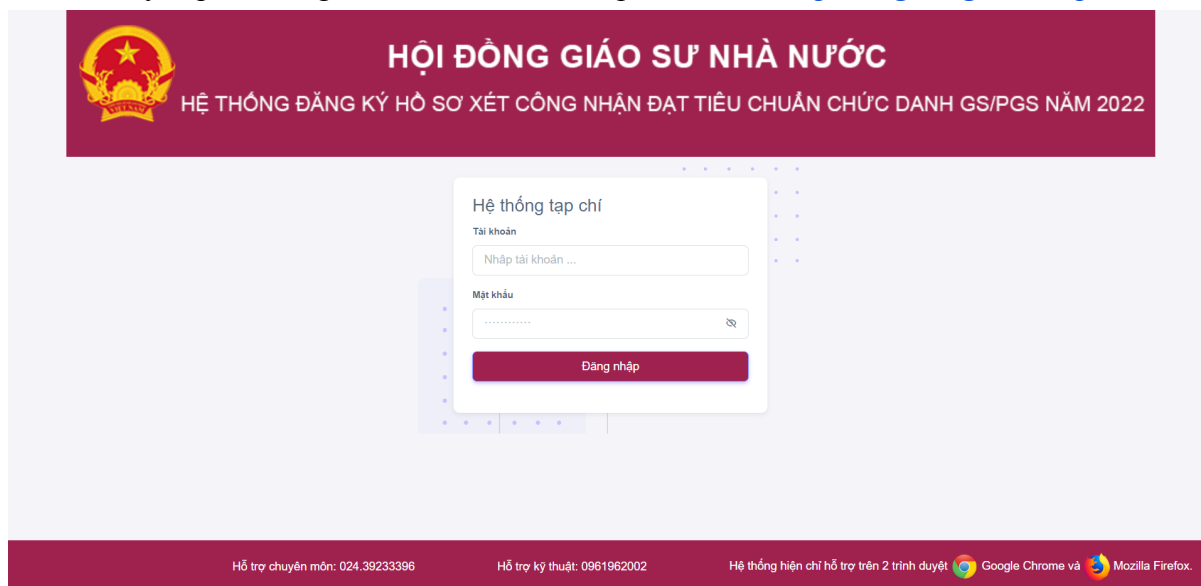 HỘI ĐỒNG GIÁO SƯ NHÀ NƯỚC
HỆ THỐNG ĐĂNG KÝ HỒ SƠ XÉT CÔNG NHẬN ĐẠT TIÊU CHUẨN CHỨC DANH GS/PGS NĂM 2022
Hệ thống tạp chí
Tài khoản
Nhập tài khoản ...
Mật khẩu
Đăng nhập
Hỗ trợ chuyên môn: 024.39233396
Hỗ trợ kỹ thuật: 0961962002
Hệ thống hiện chỉ hỗ trợ trên 2 trình duyệt Google Chrome và Mozilla Firefox.